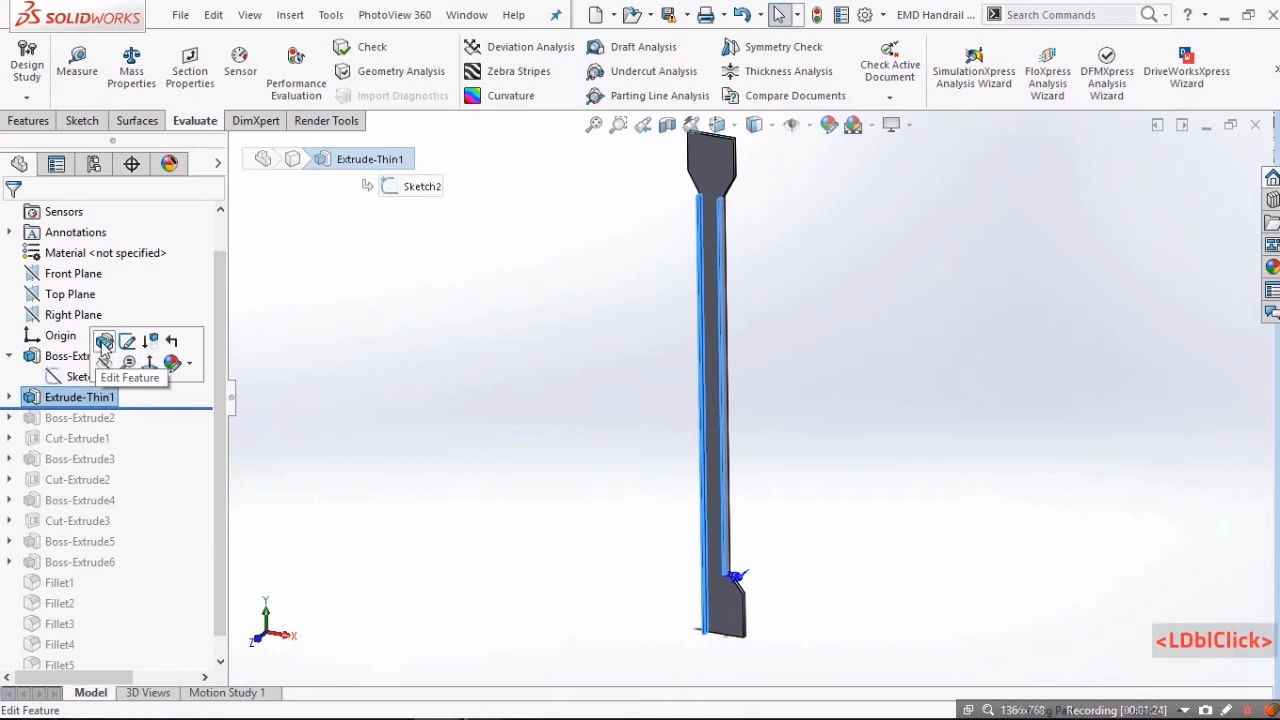 SOLIDWORKS File Edit View Insert Tools PhotoView 360 Window Help EMD Handrail ... Search Commands ?
Design Study
Measure
Mass Properties
Section Properties
Sensor
Performance Evaluation
Check
Geometry Analysis
Import Diagnostics
Deviation Analysis
Zebra Stripes
Curvature
Draft Analysis
Undercut Analysis
Parting Line Analysis
Symmetry Check
Thickness Analysis
Compare Documents
Check Active Document
SimulationXpress Analysis Wizard
FloXpress Analysis Wizard
DFMXpress Analysis Wizard
DriveWorksXpress Wizard
Features Sketch Surfaces Evaluate DimXpert Render Tools
Extrude-Thin1
Sketch2
Sensors
Annotations
Material <not specified>
Front Plane
Top Plane
Right Plane
Origin
Boss-Extr
Sketc
Edit Feature
Extrude-Thin1
Boss-Extrude2
Cut-Extrude1
Boss-Extrude3
Cut-Extrude2
Boss-Extrude4
Cut-Extrude3
Boss-Extrude5
Boss-Extrude6
Fillet1
Fillet2
Fillet3
Fillet4
Fillet5
Y
X
Z
<LDblClick>
Model 3D Views Motion Study 1
Edit Feature
1366x768 Recording [00:01:24]